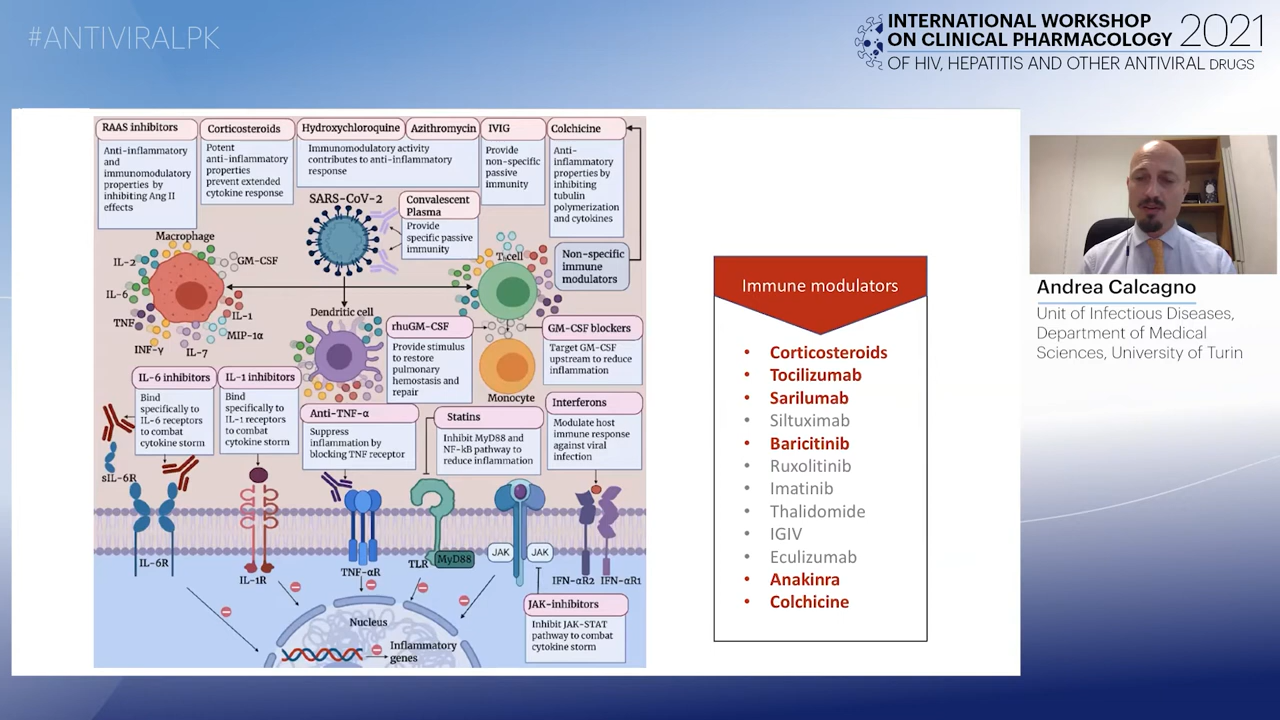 #ANTIVIRALPK
INTERNATIONAL WORKSHOP
ON CLINICAL PHARMACOLOGY 2021
OF HIV, HEPATITIS AND OTHER ANTIVIRAL DRUGS
RAAS inhibitors
Anti-inflammatory
and
immunomodulatory
properties by
inhibiting Ang II
effects
Corticosteroids
Potent
anti-inflammatory
properties
prevent extended
cytokine response
Hydroxychloroquine
Azithromycin
Immunomodulatory activity
contributes to anti-inflammatory
response
IVIG
Provide
non-specific
passive
immunity
Colchicine
Anti-
inflammatory
properties by
inhibiting
tubulin
polymerization
and cytokines
SARS-CoV-2
Convalescent
Plasma
Provide
specific passive
immunity
Non-specific
immune
modulators
Macrophage
IL-2
GM-CSF
IL-6
IL-1
TNF
MIP-1α
INF-γ
IL-7
T cell
Dendritic cell
rhuGM-CSF
Provide stimulus
to restore
pulmonary
hemostasis and
repair
GM-CSF blockers
Target GM-CSF
upstream to reduce
inflammation
Monocyte
IL-6 inhibitors
Bind
specifically to
IL-6 receptors
to combat
cytokine storm
IL-1 inhibitors
Bind
specifically to
IL-1 receptors
to combat
cytokine storm
Anti-TNF-α
Suppress
inflammation by
blocking TNF receptor
Statins
Inhibit MyD88 and
NF-kB pathway to
reduce inflammation
Interferons
Modulate host
immune response
against viral
infection
sIL-6R
IL-6R
IL-1R
TNF-αR
TLR
MyD88
JAK
JAK
IFN-αR2
IFN-αR1
JAK-inhibitors
Inhibit JAK-STAT
pathway to combat
cytokine storm
Nucleus
Inflammatory
genes
Immune modulators
• Corticosteroids
• Tocilizumab
• Sarilumab
• Siltuximab
• Baricitinib
• Ruxolitinib
• Imatinib
• Thalidomide
• IGIV
• Eculizumab
• Anakinra
• Colchicine
Andrea Calcagno
Unit of Infectious Diseases,
Department of Medical
Sciences, University of Turin